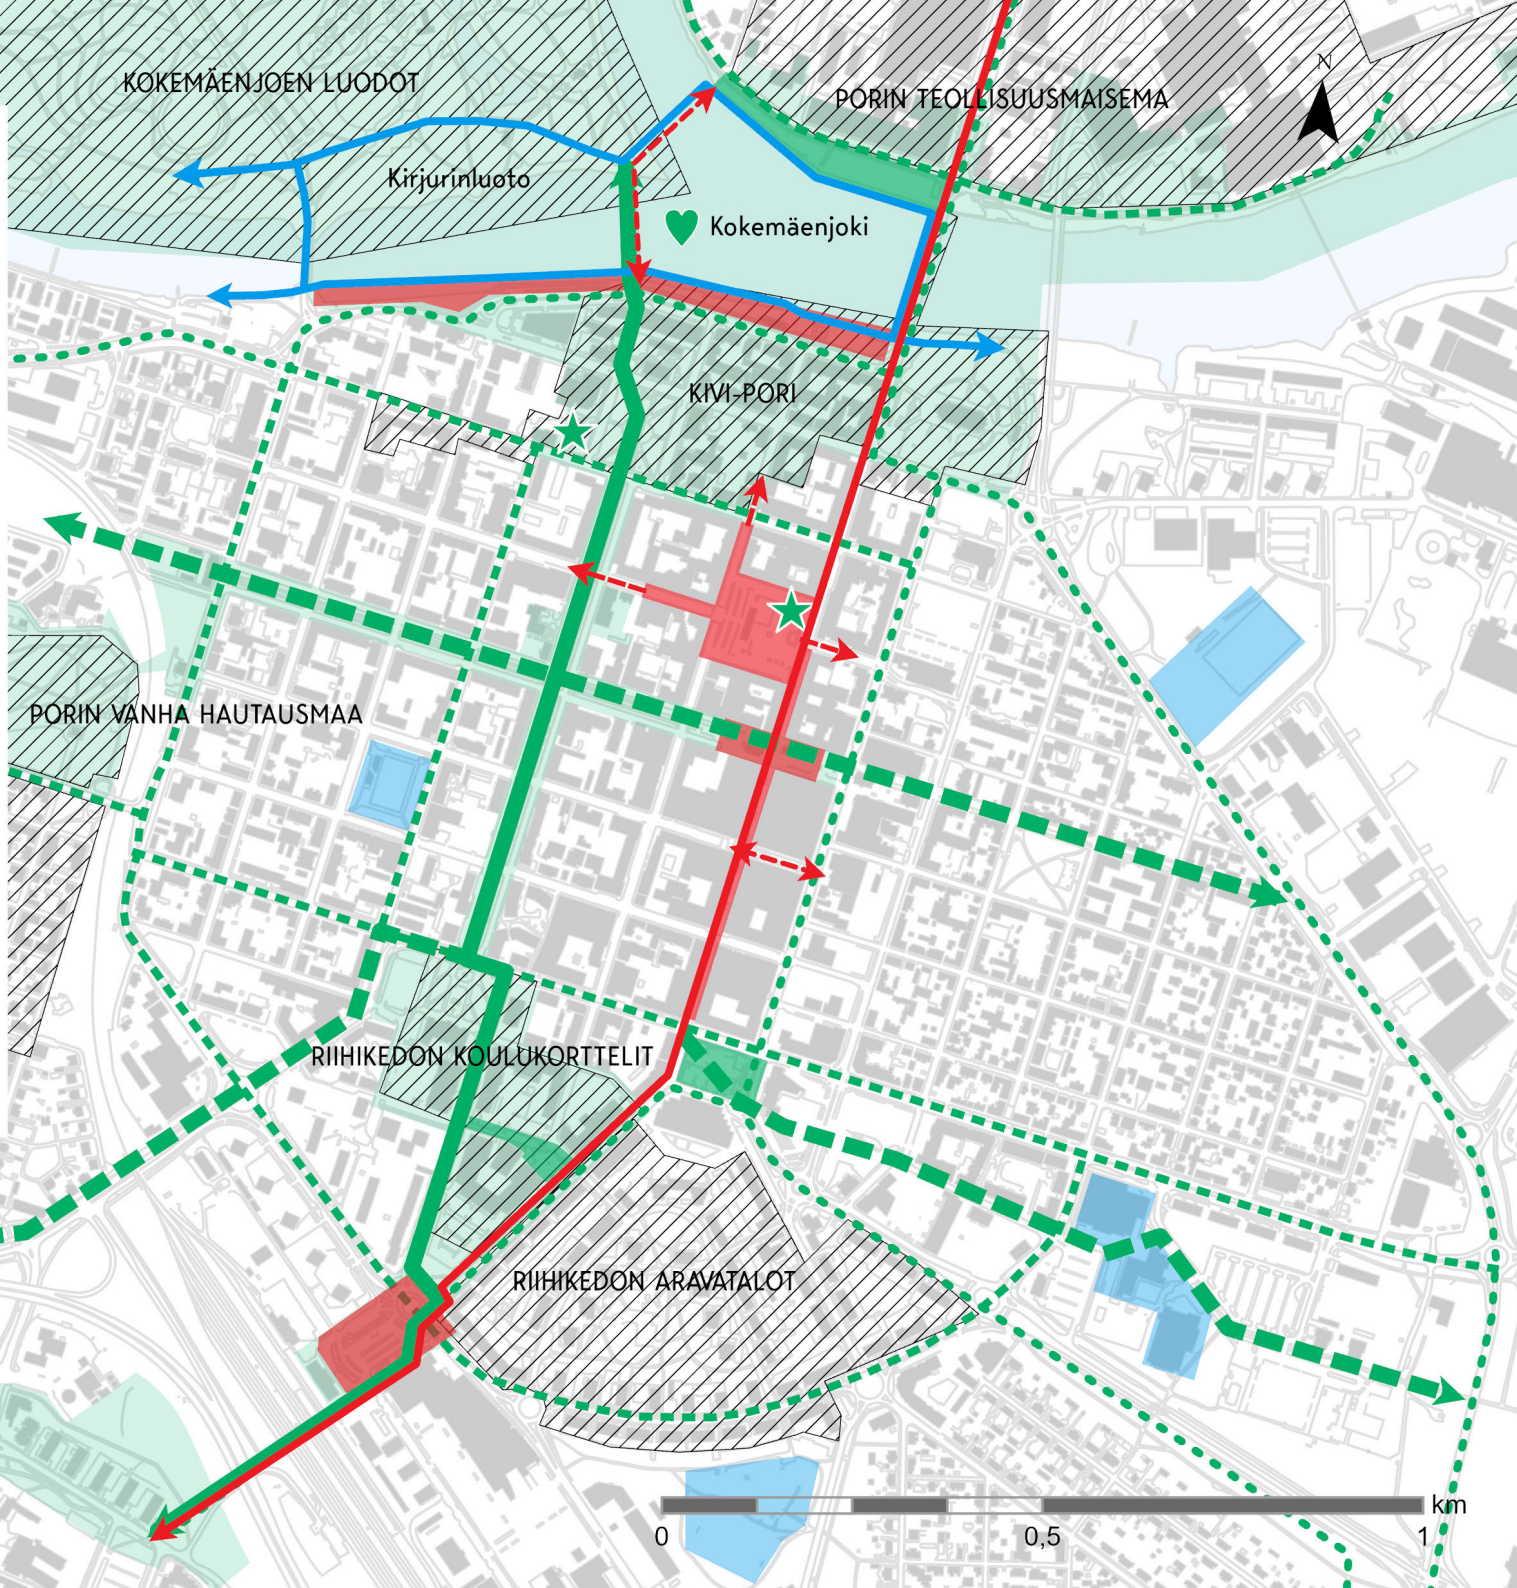 N
KOKEMÄENJOEN LUODOT
PORIN TEOLLISUUSMAISEMA
Kirjurinluoto
Kokemäenjoki
KIVI-PORI
PORIN VANHA HAUTAUSMAA
RIIHIKEDON KOULUKORTTELIT
RIIHIKEDON ARAVATALOT
km
0 0,5 1